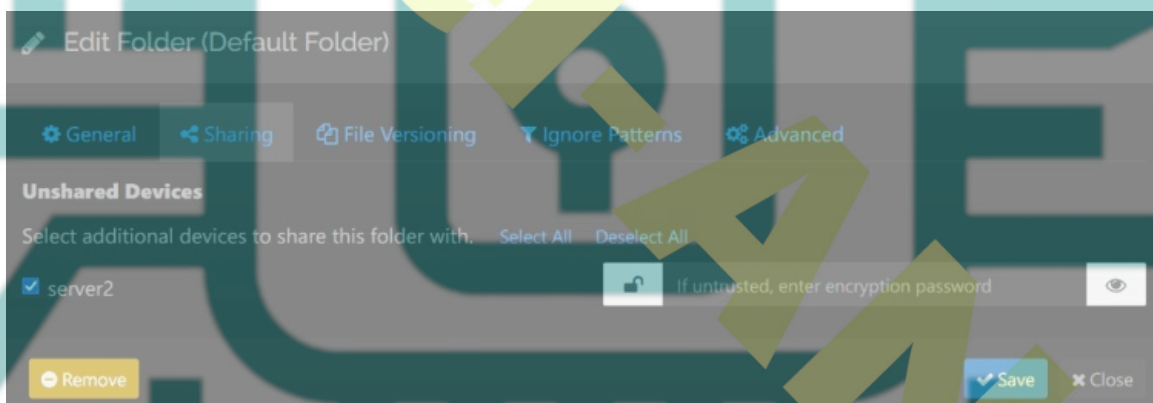 Edit Folder (Default Folder)
General Sharing File Versioning Ignore Patterns Advanced
Unshared Devices
Select additional devices to share this folder with. Select All Deselect All
server2 If untrusted, enter encryption password
Remove Save Close